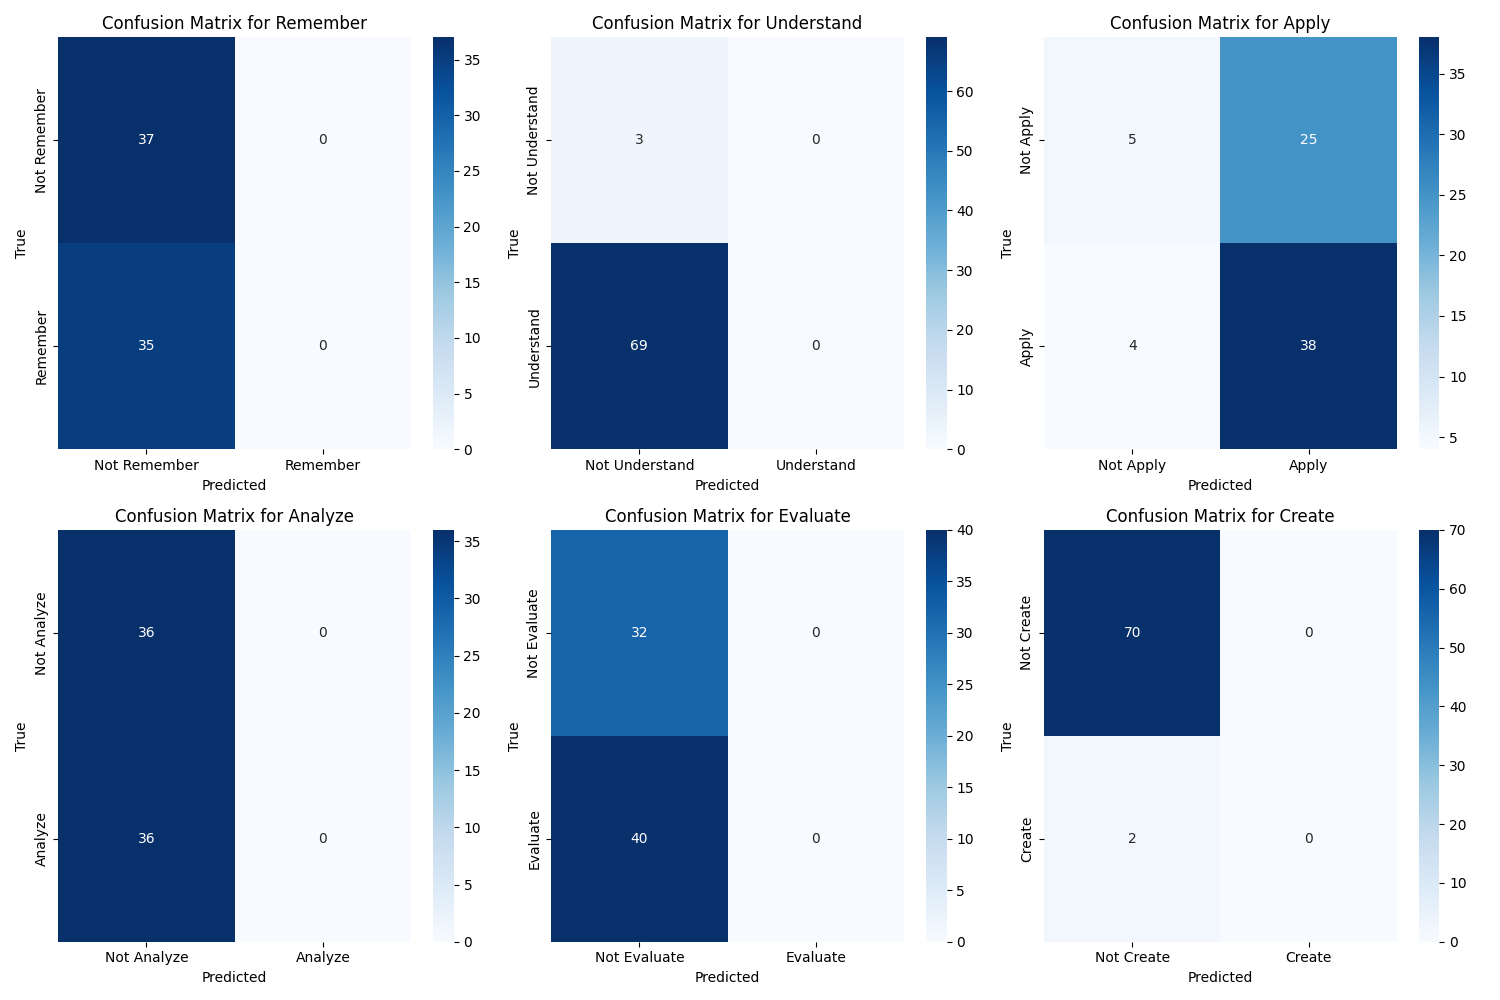 Confusion Matrix for Remember
Not Remember
Remember
True
37
0
35
0
Not Remember
Remember
Predicted
35
30
25
20
15
10
5
0
Confusion Matrix for Understand
Not Understand
Understand
True
3
0
69
0
Not Understand
Understand
Predicted
60
50
40
30
20
10
0
Confusion Matrix for Apply
Not Apply
Apply
True
5
25
4
38
Not Apply
Apply
Predicted
35
30
25
20
15
10
5
Confusion Matrix for Analyze
Not Analyze
Analyze
True
36
0
36
0
Not Analyze
Analyze
Predicted
35
30
25
20
15
10
5
0
Confusion Matrix for Evaluate
Not Evaluate
Evaluate
True
32
0
40
0
Not Evaluate
Evaluate
Predicted
40
35
30
25
20
15
10
5
0
Confusion Matrix for Create
Not Create
Create
True
70
0
2
0
Not Create
Create
Predicted
70
60
50
40
30
20
10
0